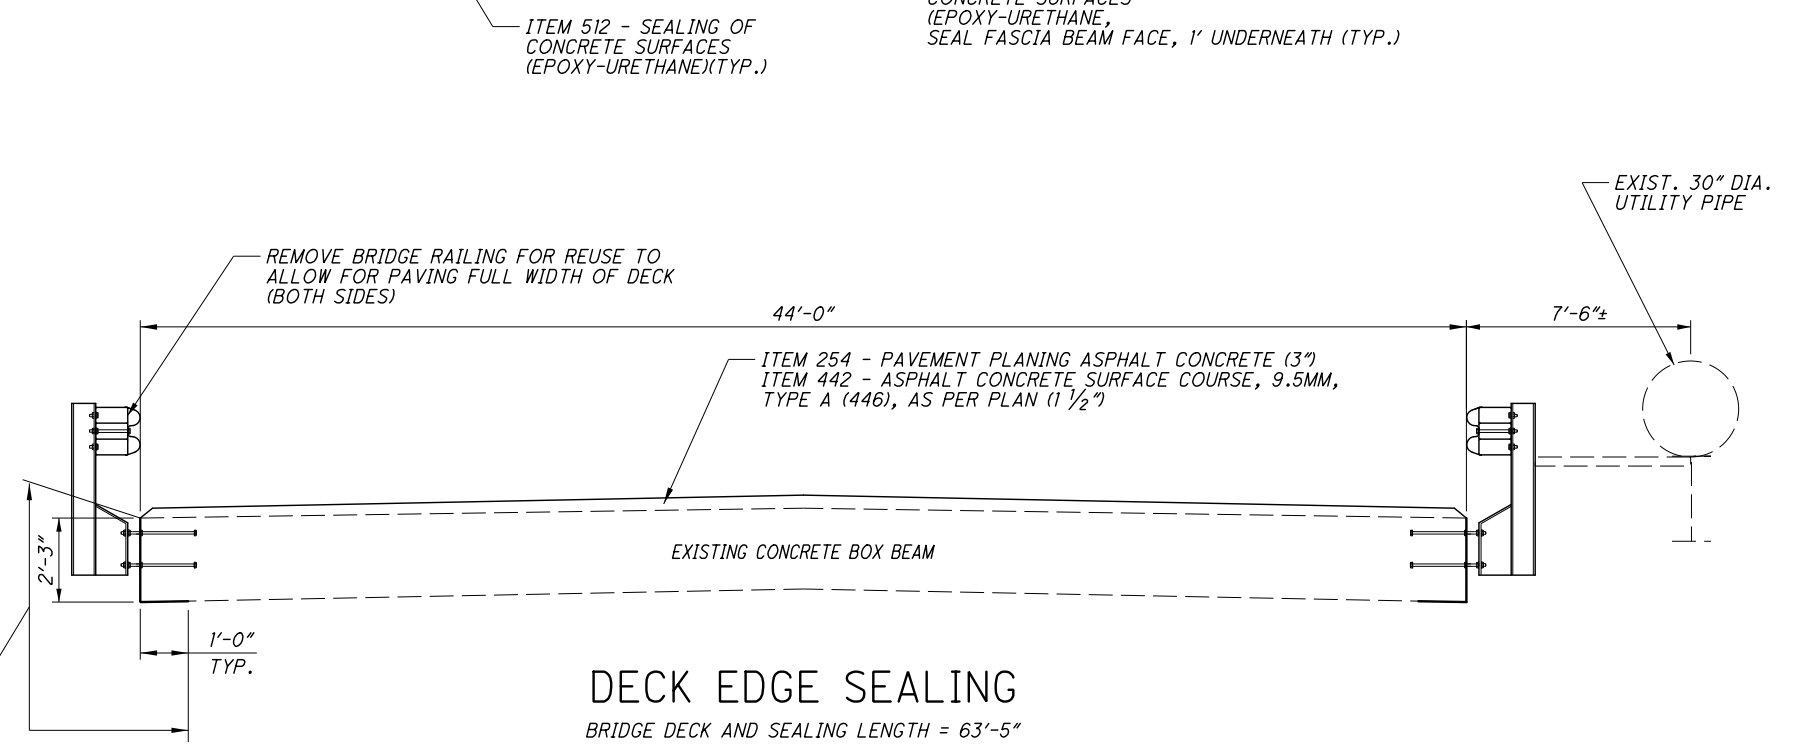 ITEM 512 - SEALING OF
CONCRETE SURFACES
(EPOXY-URETHANE)(TYP.)
CONCRETE SURFACES
(EPOXY-URETHANE,
SEAL FASCIA BEAM FACE, 1' UNDERNEATH (TYP.)
EXIST. 30" DIA.
UTILITY PIPE
REMOVE BRIDGE RAILING FOR REUSE TO
ALLOW FOR PAVING FULL WIDTH OF DECK
(BOTH SIDES)
44'-0"
7'-6"±
ITEM 254 - PAVEMENT PLANING ASPHALT CONCRETE (3")
ITEM 442 - ASPHALT CONCRETE SURFACE COURSE, 9.5MM,
TYPE A (446), AS PER PLAN (1 1/2")
2'-3"
EXISTING CONCRETE BOX BEAM
1'-0"
TYP.
DECK EDGE SEALING
BRIDGE DECK AND SEALING LENGTH = 63'-5"